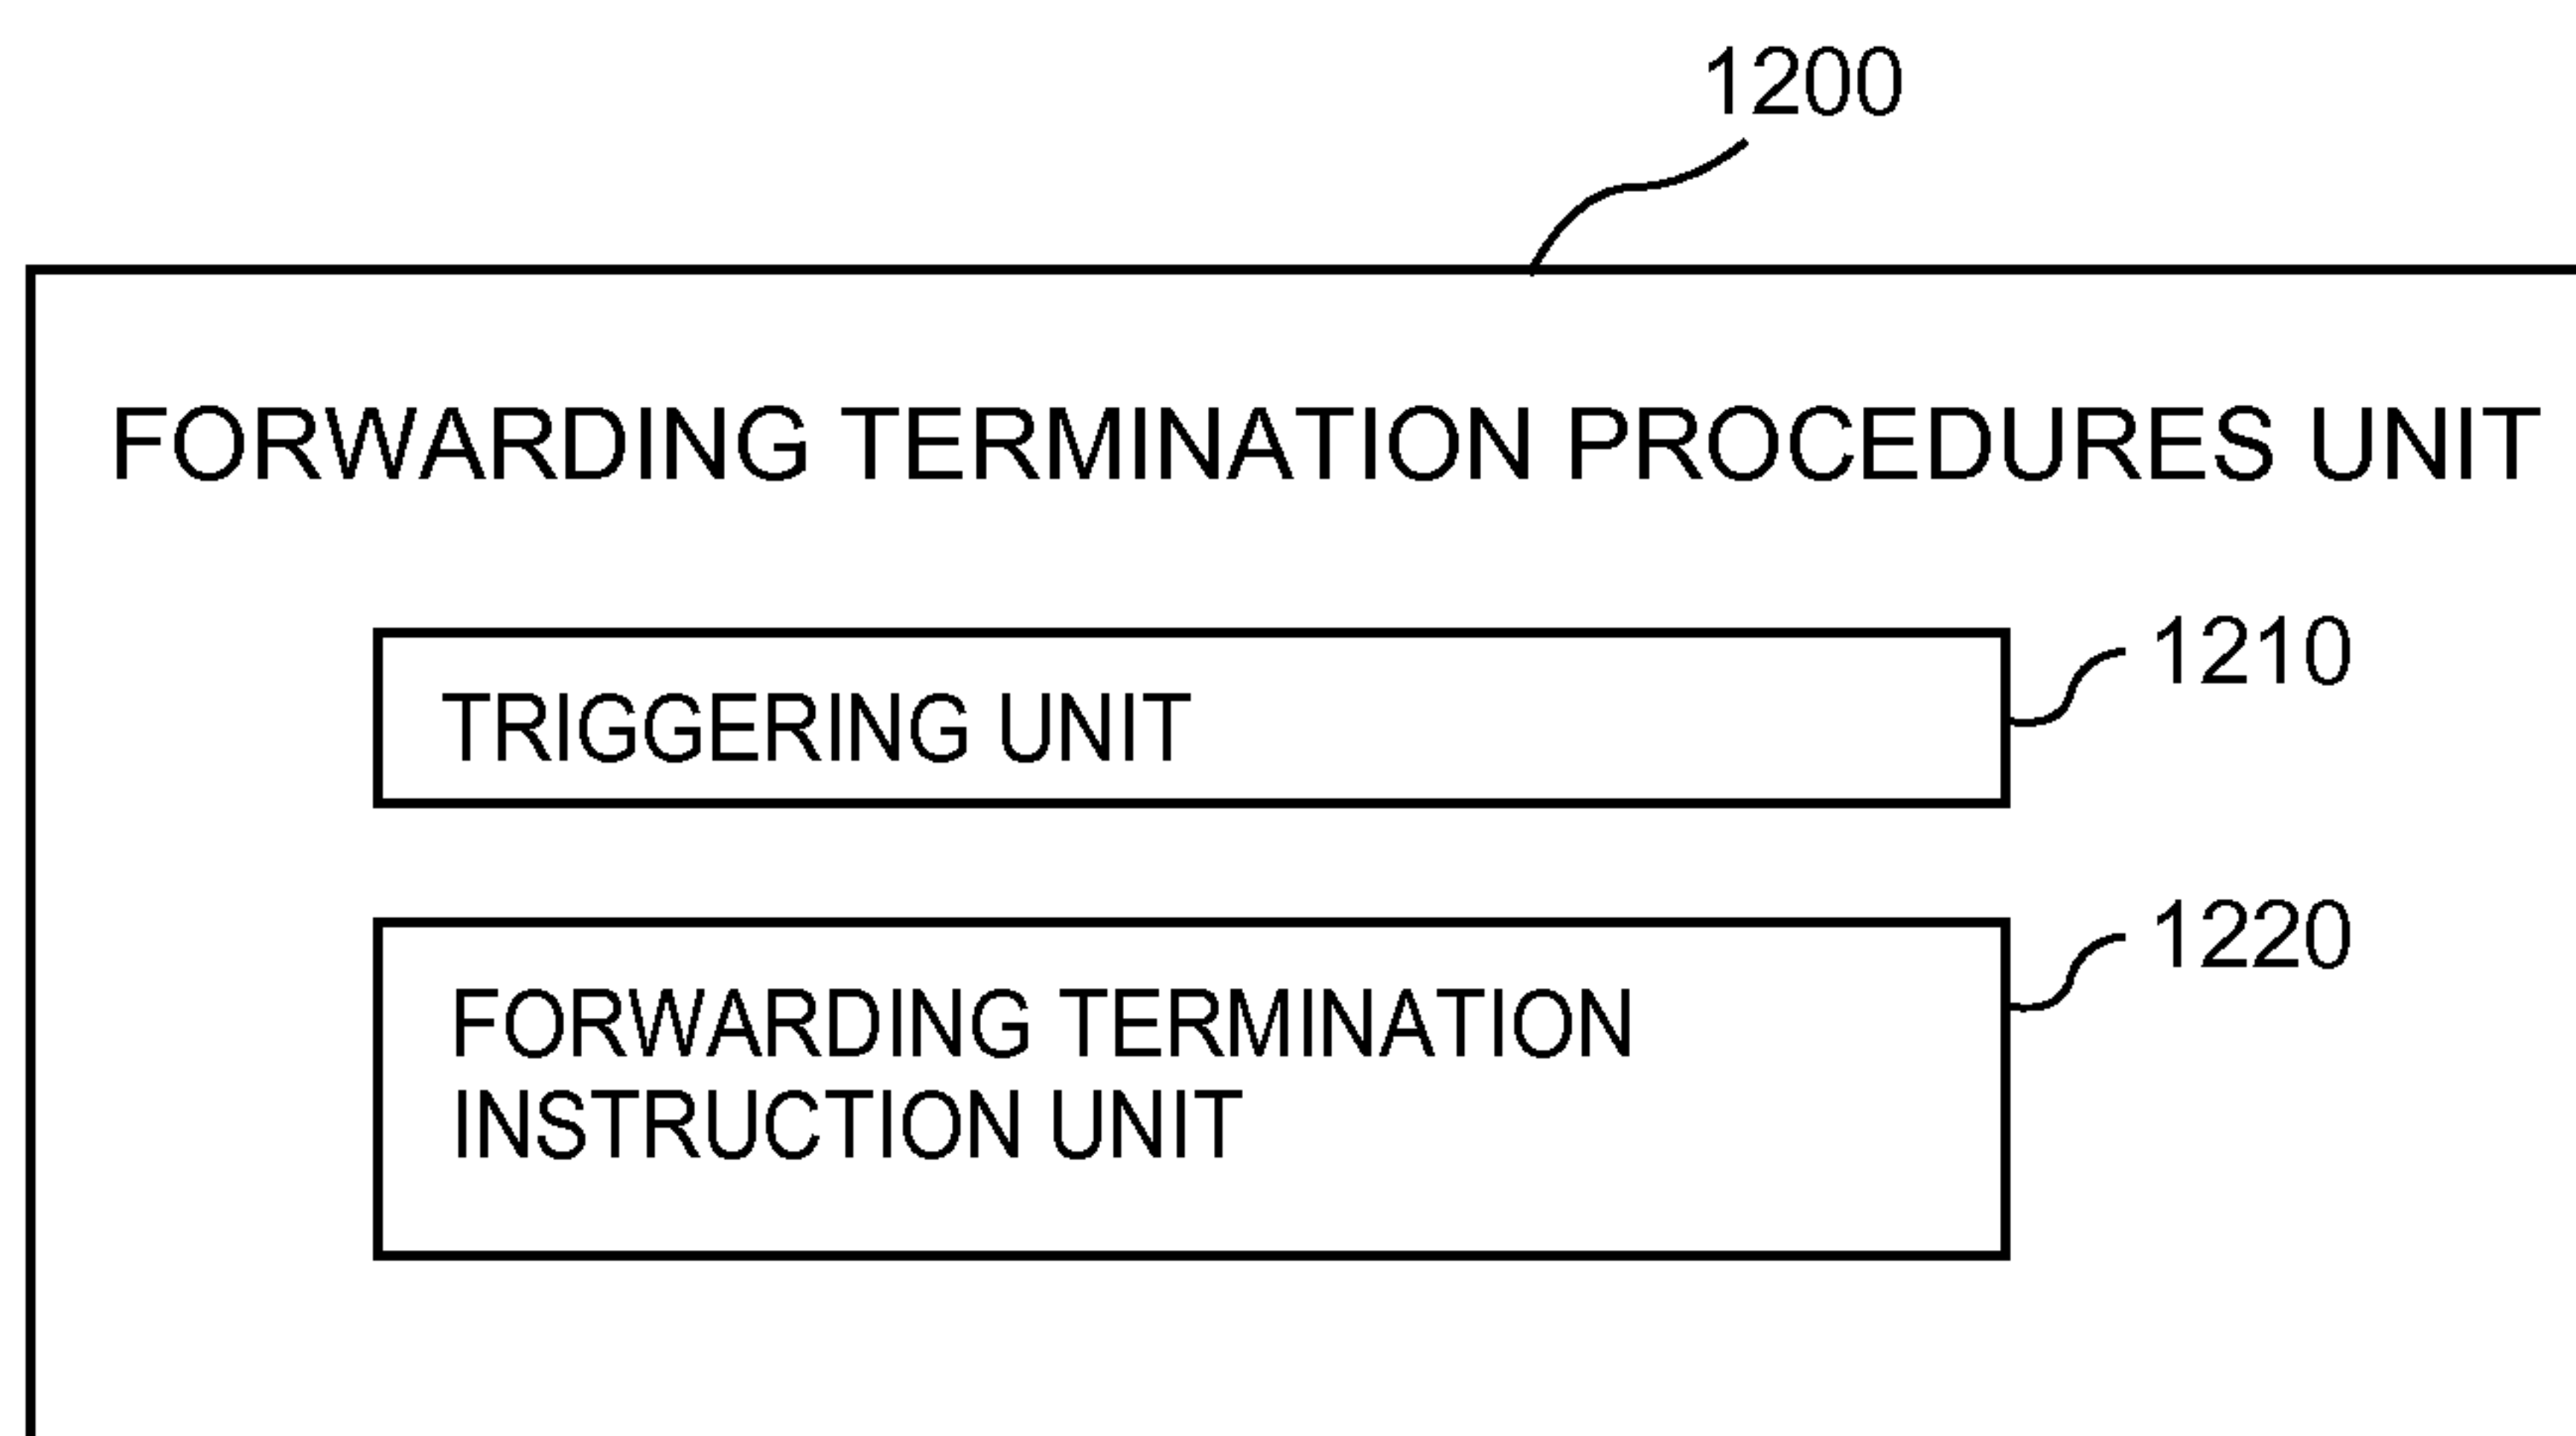 1200
FORWARDING TERMINATION PROCEDURES UNIT
1210
TRIGGERING UNIT
1220
FORWARDING TERMINATION
INSTRUCTION UNIT